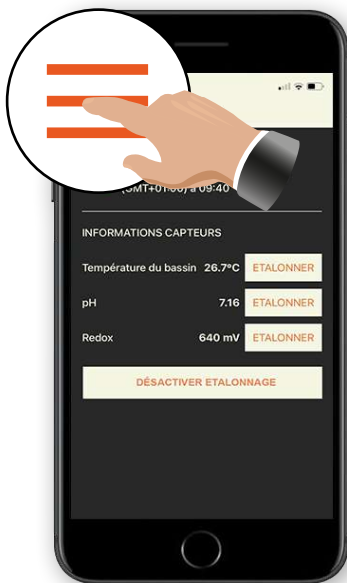 (GMT+01:00) à 09:40
INFORMATIONS CAPTEURS
Température du bassin 26.7°C ETALONNER
pH 7.16 ETALONNER
Redox 640 mV ETALONNER
DÉSACTIVER ETALONNAGE